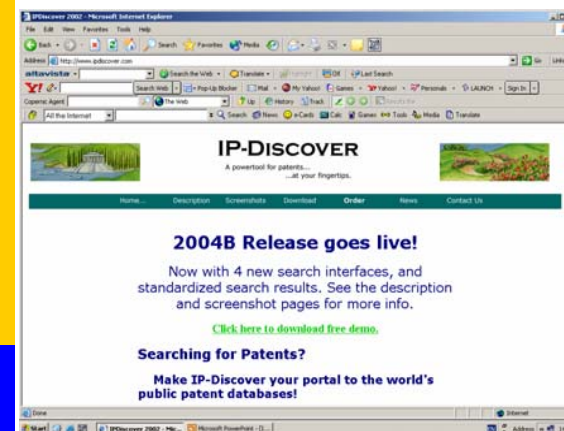 IPDiscover 2002 - Microsoft Internet Explorer
File Edit View Favorites Tools Help
Back Search Favorites Media
Address http://www.ipdiscover.com Go Links
altavista Search the Web Translate Last Search
Y! Search Web Pop-Up Blocker Mail My Yahoo! Games Yahoo! Personals LAUNCH Sign In
Copernic Agent The Web Up History Track
All the Internet Search News e-Cards Calc Games Tools Media Translate
IP-DISCOVER
A powertool for patents...
...at your fingertips.
Home... Description Screenshots Download Order News Contact Us
2004B Release goes live!
Now with 4 new search interfaces, and
standardized search results. See the description
and screenshot pages for more info.
Click here to download free demo.
Searching for Patents?
Make IP-Discover your portal to the world's
public patent databases!
Done Internet
Start IPDiscover 2002 - Mic... Microsoft PowerPoint - [... Address